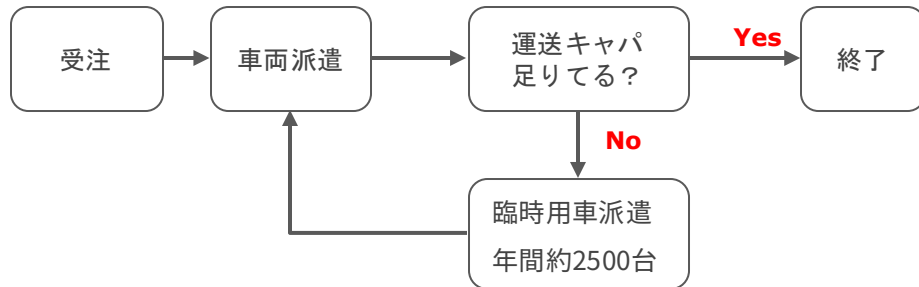 受注
車両派遣
運送キャパ
足りてる？
Yes
終了
No
臨時用車派遣
年間約2500台